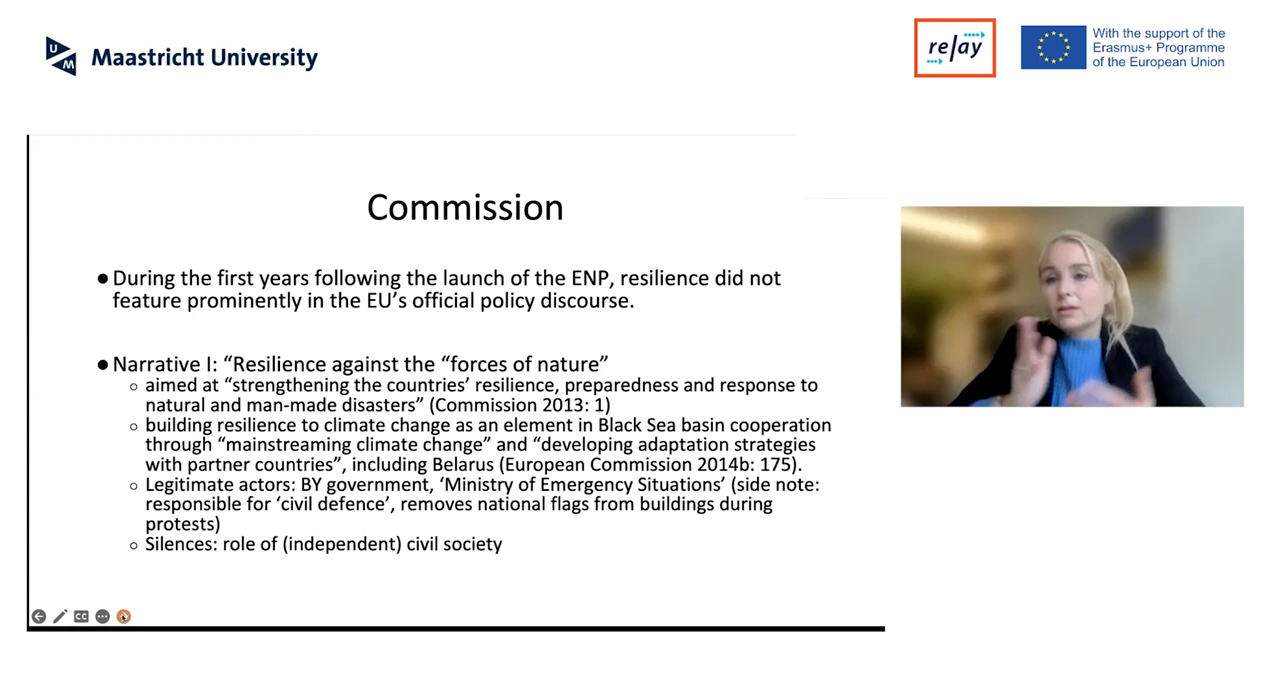 UM
Maastricht University
relay
With the support of the
Erasmus+ Programme
of the European Union
Commission
● During the first years following the launch of the ENP, resilience did not
feature prominently in the EU’s official policy discourse.
● Narrative I: “Resilience against the “forces of nature”
○ aimed at “strengthening the countries’ resilience, preparedness and response to
natural and man-made disasters” (Commission 2013: 1)
○ building resilience to climate change as an element in Black Sea basin cooperation
through “mainstreaming climate change” and “developing adaptation strategies
with partner countries”, including Belarus (European Commission 2014b: 175).
○ Legitimate actors: BY government, ‘Ministry of Emergency Situations’ (side note:
responsible for ‘civil defence’, removes national flags from buildings during
protests)
○ Silences: role of (independent) civil society
CC